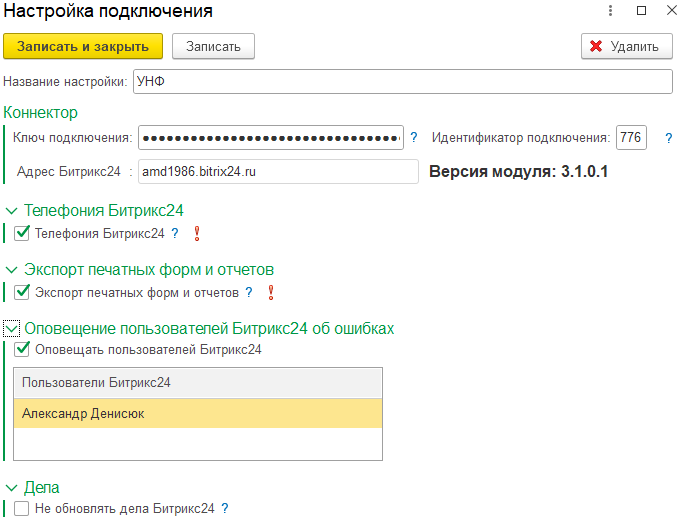 Настройка подключения
Записать и закрыть Записать Удалить
Название настройки: УНФ
Коннектор
Ключ подключения: ●●●●●●●●●●●●●●●●●●●●●●●●●●●●●●●● ? Идентификатор подключения: 776 ?
Адрес Битрикс24 : amd1986.bitrix24.ru Версия модуля: 3.1.0.1
Телефония Битрикс24
Телефония Битрикс24 ? !
Экспорт печатных форм и отчетов
Экспорт печатных форм и отчетов ? !
Оповещение пользователей Битрикс24 об ошибках
Оповещать пользователей Битрикс24
Пользователи Битрикс24
Александр Денисюк
Дела
Не обновлять дела Битрикс24 ?